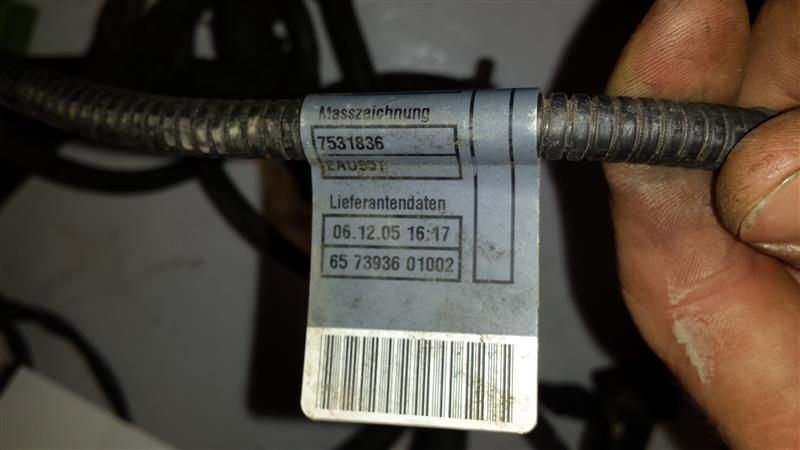 Masszeichnung
7531836
Lieferantendaten
06.12.05 16:17
65 73936 01002